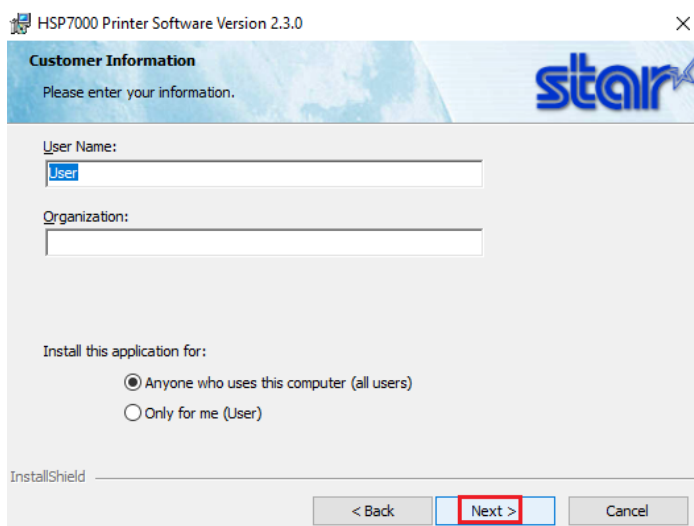 HSP7000 Printer Software Version 2.3.0
Customer Information
Please enter your information.
star
User Name:
User
Organization:
Install this application for:
Anyone who uses this computer (all users)
Only for me (User)
InstallShield
< Back Next > Cancel